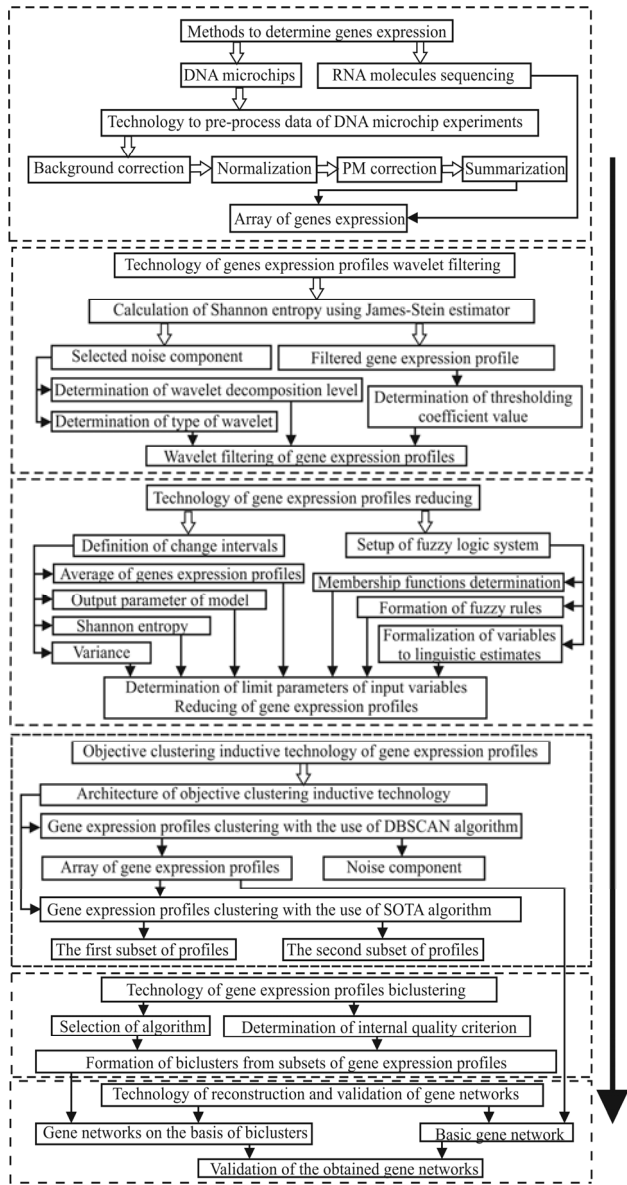 Methods to determine genes expression
DNA microchips
RNA molecules sequencing
Technology to pre-process data of DNA microchip experiments
Background correction
Normalization
PM correction
Summarization
Array of genes expression
Technology of genes expression profiles wavelet filtering
Calculation of Shannon entropy using James-Stein estimator
Selected noise component
Filtered gene expression profile
Determination of wavelet decomposition level
Determination of thresholding
coefficient value
Determination of type of wavelet
Wavelet filtering of gene expression profiles
Technology of gene expression profiles reducing
Definition of change intervals
Setup of fuzzy logic system
Average of genes expression profiles
Membership functions determination
Output parameter of model
Formation of fuzzy rules
Shannon entropy
Formalization of variables
to linguistic estimates
Variance
Determination of limit parameters of input variables
Reducing of gene expression profiles
Objective clustering inductive technology of gene expression profiles
Architecture of objective clustering inductive technology
Gene expression profiles clustering with the use of DBSCAN algorithm
Array of gene expression profiles
Noise component
Gene expression profiles clustering with the use of SOTA algorithm
The first subset of profiles
The second subset of profiles
Technology of gene expression profiles biclustering
Selection of algorithm
Determination of internal quality criterion
Formation of biclusters from subsets of gene expression profiles
Technology of reconstruction and validation of gene networks
Gene networks on the basis of biclusters
Basic gene network
Validation of the obtained gene networks